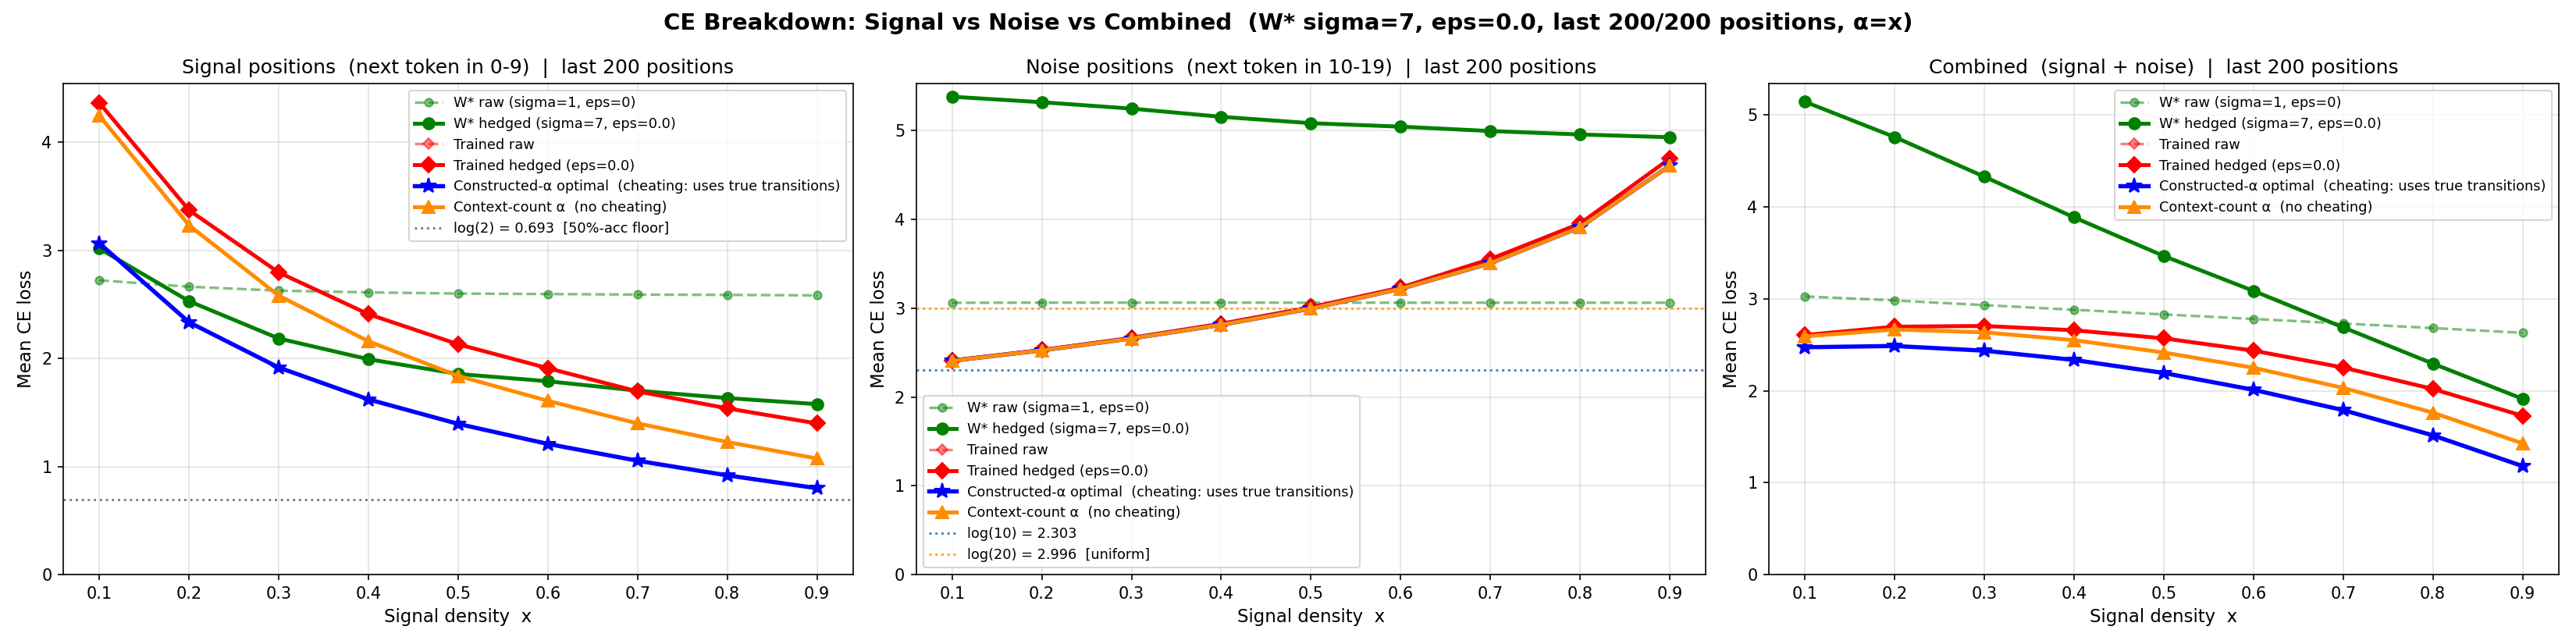 CE Breakdown: Signal vs Noise vs Combined (W* sigma=7, eps=0.0, last 200/200 positions, α=x)
Signal positions (next token in 0-9) | last 200 positions
Mean CE loss
4
3
2
1
0
W* raw (sigma=1, eps=0)
W* hedged (sigma=7, eps=0.0)
Trained raw
Trained hedged (eps=0.0)
Constructed-α optimal (cheating: uses true transitions)
Context-count α (no cheating)
log(2) = 0.693 [50%-acc floor]
0.1 0.2 0.3 0.4 0.5 0.6 0.7 0.8 0.9
Signal density x
Noise positions (next token in 10-19) | last 200 positions
Mean CE loss
5
4
3
2
1
0
W* raw (sigma=1, eps=0)
W* hedged (sigma=7, eps=0.0)
Trained raw
Trained hedged (eps=0.0)
Constructed-α optimal (cheating: uses true transitions)
Context-count α (no cheating)
log(10) = 2.303
log(20) = 2.996 [uniform]
0.1 0.2 0.3 0.4 0.5 0.6 0.7 0.8 0.9
Signal density x
Combined (signal + noise) | last 200 positions
Mean CE loss
5
4
3
2
1
0
W* raw (sigma=1, eps=0)
W* hedged (sigma=7, eps=0.0)
Trained raw
Trained hedged (eps=0.0)
Constructed-α optimal (cheating: uses true transitions)
Context-count α (no cheating)
0.1 0.2 0.3 0.4 0.5 0.6 0.7 0.8 0.9
Signal density x